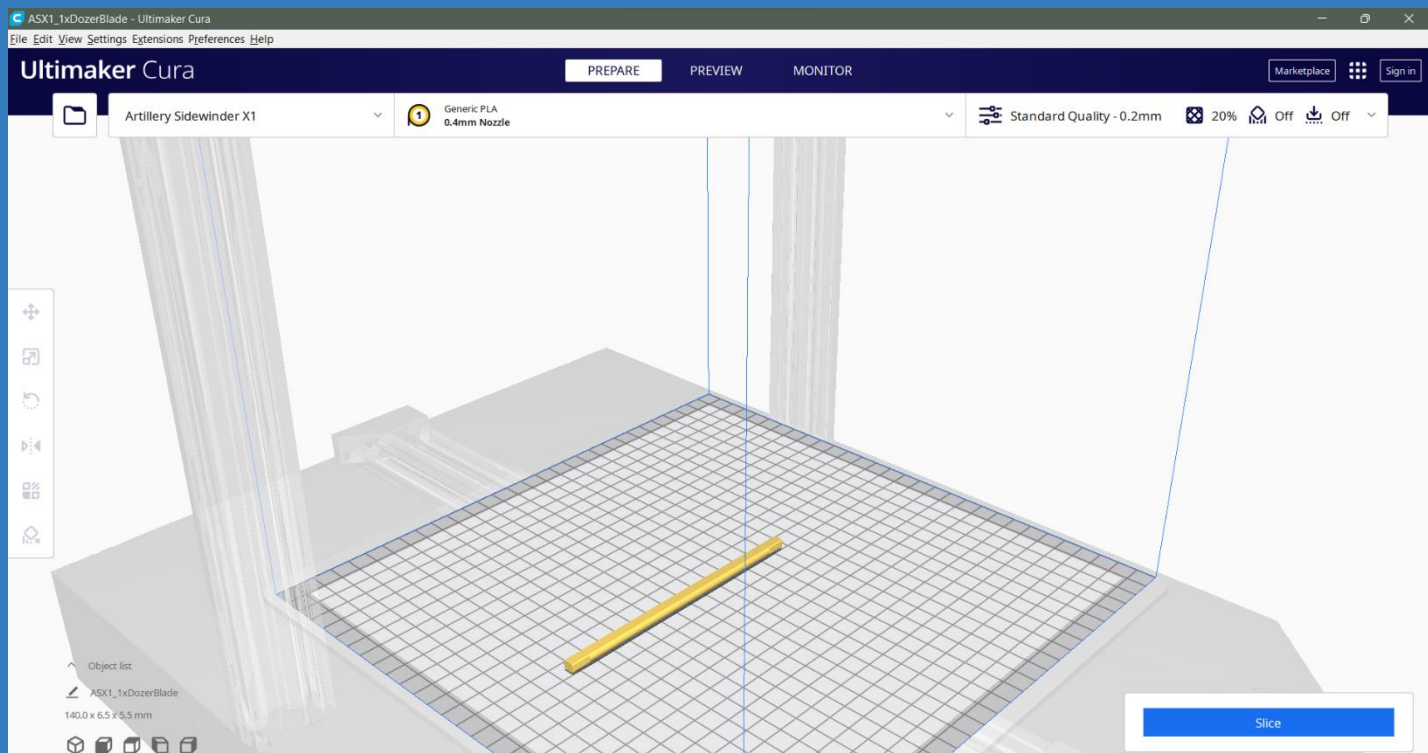 ASX1_1xDozerBlade - Ultimaker Cura
File Edit View Settings Extensions Preferences Help
Ultimaker Cura
PREPARE PREVIEW MONITOR
Marketplace Sign in
Artillery Sidewinder X1
1
Generic PLA
0.4mm Nozzle
Standard Quality - 0.2mm 20% Off Off
Object list
ASX1_1xDozerBlade
140.0 x 6.5 x 5.5 mm
Slice